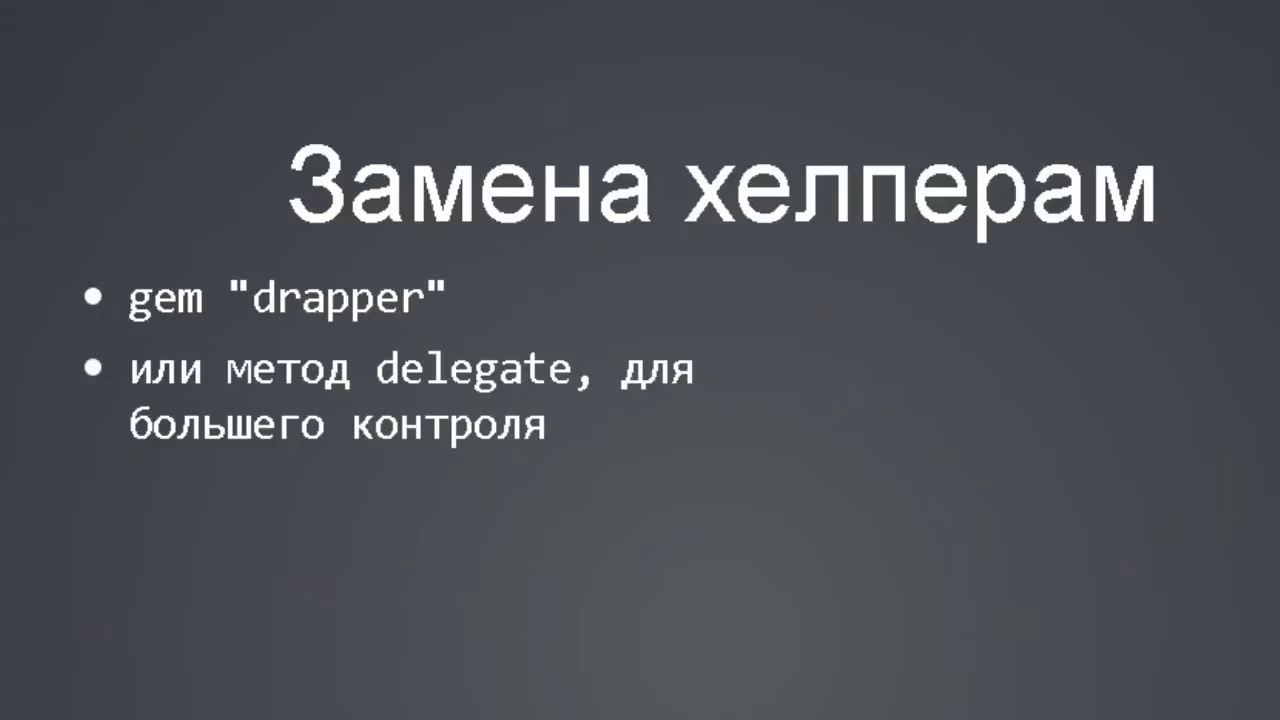 Замена хелперам
• gem "drapper"
• или метод delegate, для
большего контроля